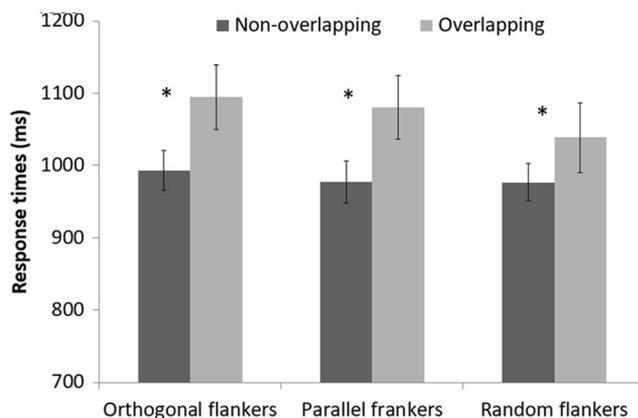 1200
Non-overlapping
Overlapping
1100
*
*
*
1000
Response times (ms)
900
800
700
Orthogonal flankers
Parallel frankers
Random flankers